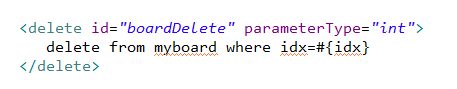 <delete id="boardDelete" parameterType="int">
delete from myboard where idx=#{idx}
</delete>